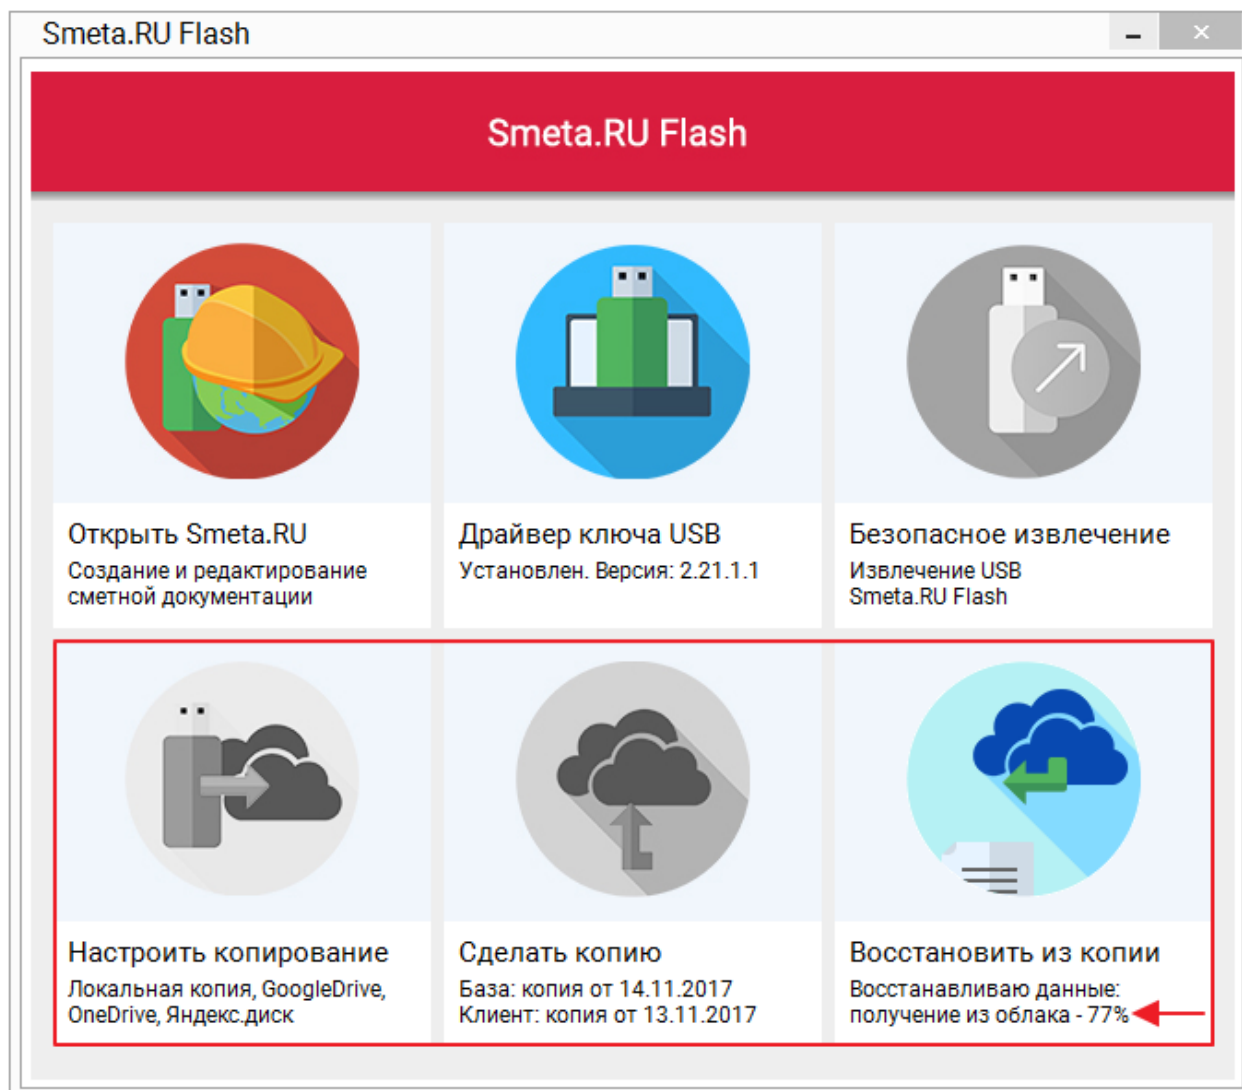 Smeta.RU Flash
Smeta.RU Flash
Открыть Smeta.RU
Создание и редактирование
сметной документации
Драйвер ключа USB
Установлен. Версия: 2.21.1.1
Безопасное извлечение
Извлечение USB
Smeta.RU Flash
Настроить копирование
Локальная копия, GoogleDrive,
OneDrive, Яндекс.диск
Сделать копию
База: копия от 14.11.2017
Клиент: копия от 13.11.2017
Восстановить из копии
Восстанавливаю данные:
получение из облака - 77%